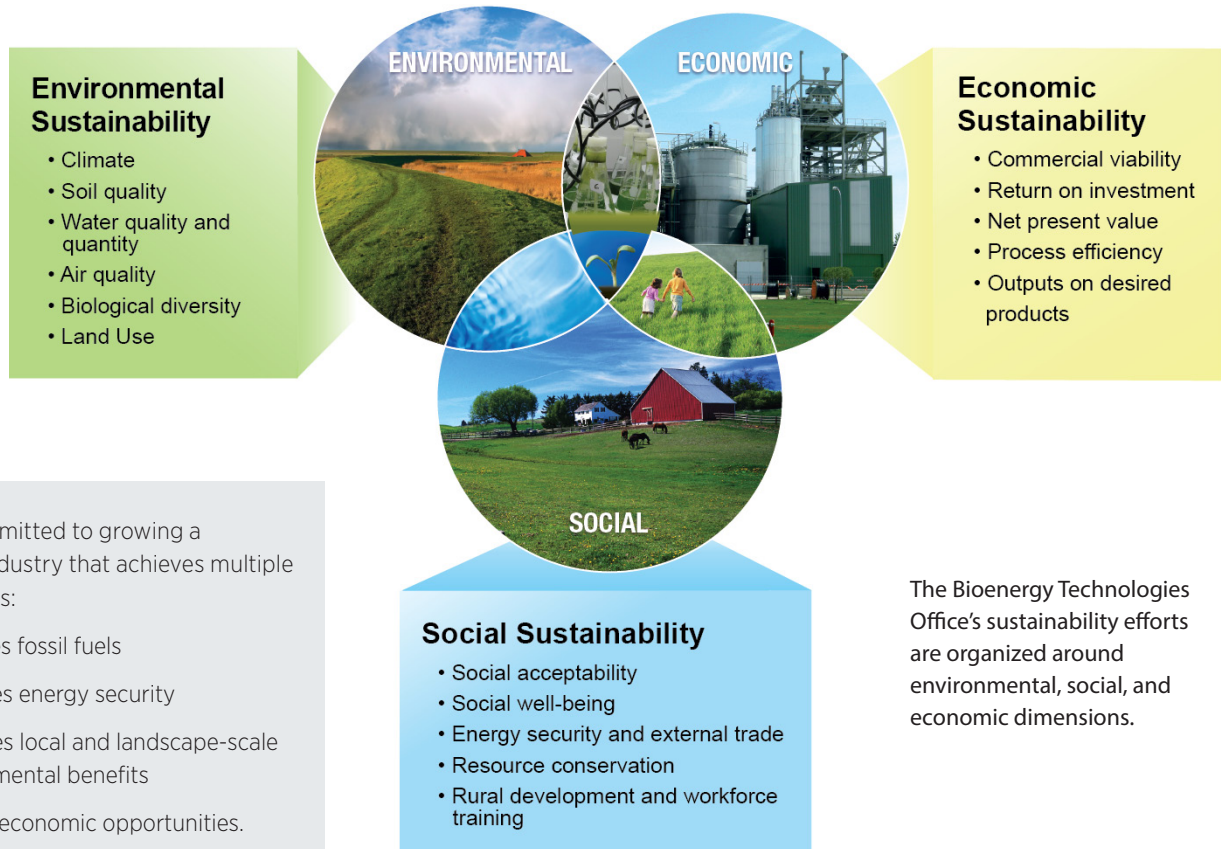 ENVIRONMENTAL
ECONOMIC
Environmental
Sustainability
• Climate
• Soil quality
• Water quality and
quantity
• Air quality
• Biological diversity
• Land Use
Economic
Sustainability
• Commercial viability
• Return on investment
• Net present value
• Process efficiency
• Outputs on desired
products
SOCIAL
Social Sustainability
• Social acceptability
• Social well-being
• Energy security and external trade
• Resource conservation
• Rural development and workforce
training
mitted to growing a
dustry that achieves multiple
s:
s fossil fuels
es energy security
es local and landscape-scale
mental benefits
economic opportunities.
The Bioenergy Technologies
Office's sustainability efforts
are organized around
environmental, social, and
economic dimensions.